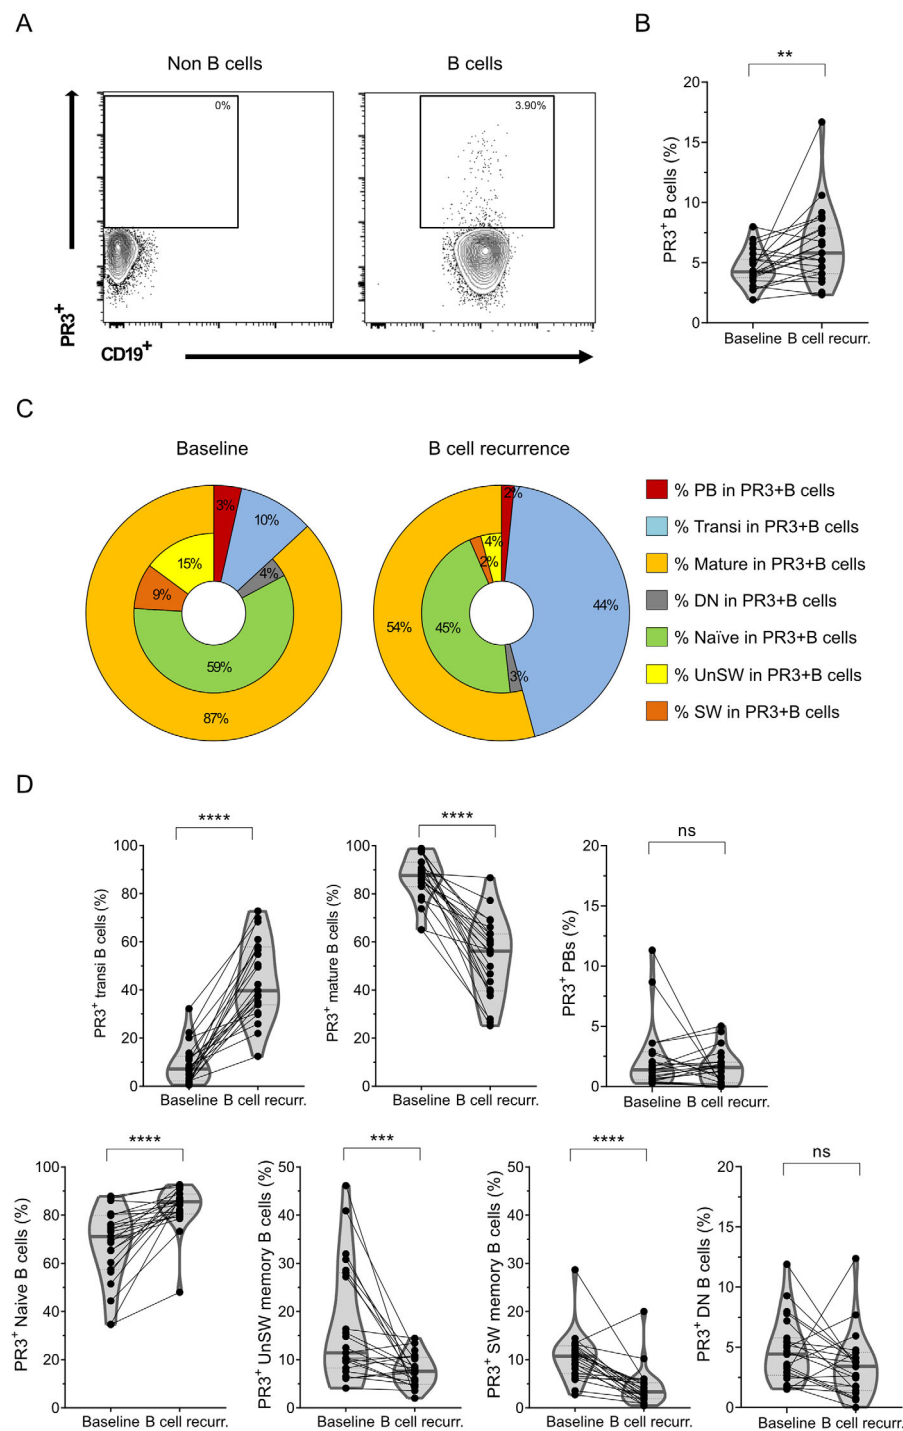 A
B
Non B cells
B cells
0%
3.90%
PR3+
CD19+
**
20
15
10
5
0
PR3+ B cells (%)
Baseline
B cell recurr.
C
Baseline
B cell recurrence
3%
10%
4%
15%
9%
59%
87%
2%
4%
2%
44%
54%
45%
3%
% PB in PR3+B cells
% Transi in PR3+B cells
% Mature in PR3+B cells
% DN in PR3+B cells
% Naïve in PR3+B cells
% UnSW in PR3+B cells
% SW in PR3+B cells
D
****
100
80
60
40
20
0
PR3+ transi B cells (%)
Baseline
B cell recurr.
****
100
80
60
40
20
0
PR3+ mature B cells (%)
Baseline
B cell recurr.
ns
20
15
10
5
0
PR3+ PBs (%)
Baseline
B cell recurr.
****
100
80
60
40
20
0
PR3+ Naive B cells (%)
Baseline
B cell recurr.
***
50
40
30
20
10
0
PR3+ UnSW memory B cells (%)
Baseline
B cell recurr.
****
50
40
30
20
10
0
PR3+ SW memory B cells (%)
Baseline
B cell recurr.
ns
20
15
10
5
0
PR3+ DN B cells (%)
Baseline
B cell recurr.